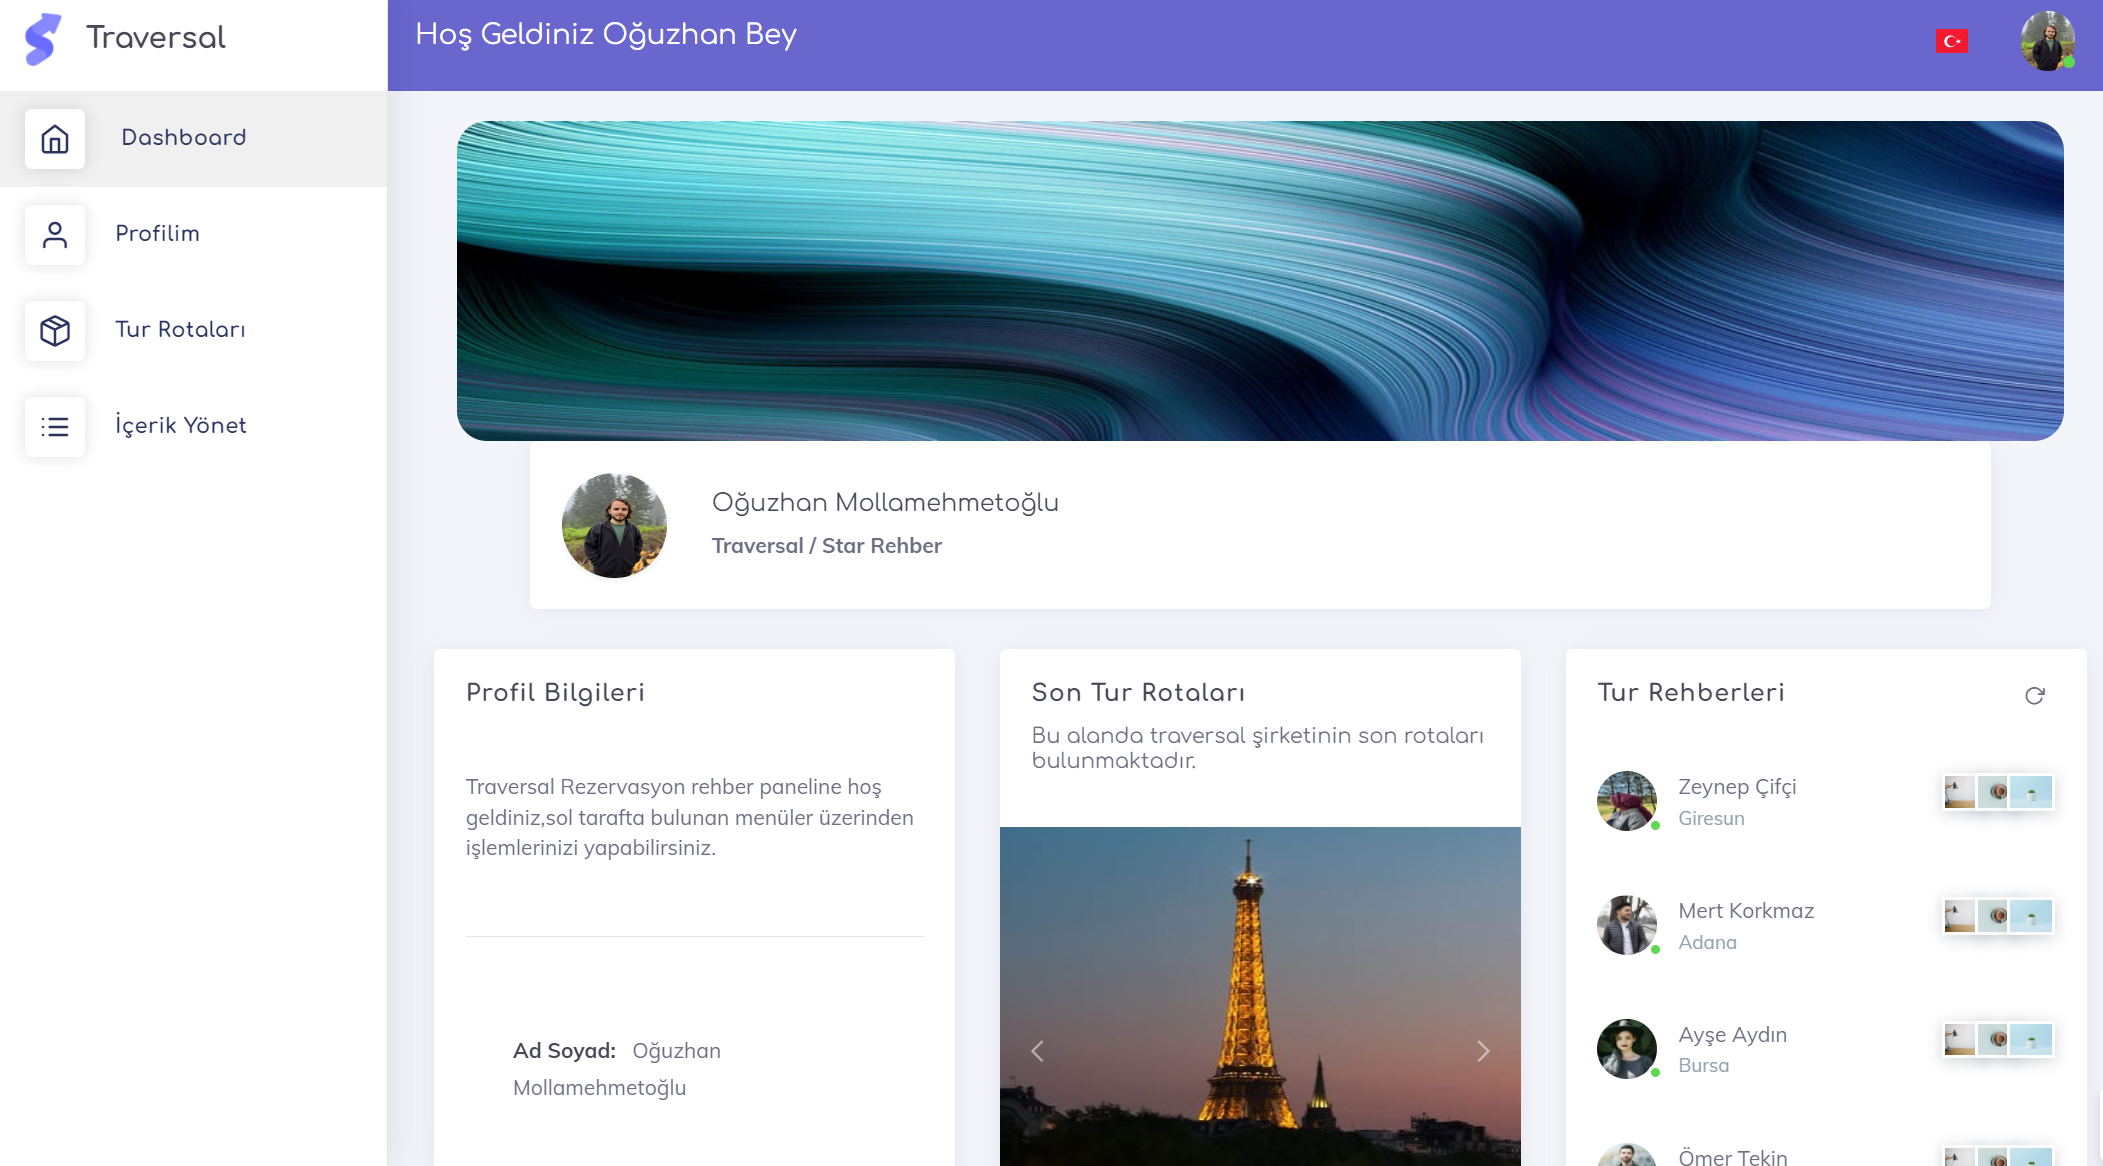 Traversal
Hoş Geldiniz Oğuzhan Bey
Dashboard
Profilim
Tur Rotaları
İçerik Yönet
Oğuzhan Mollamehmetoğlu
Traversal / Star Rehber
Profil Bilgileri
Traversal Rezervasyon rehber paneline hoş
geldiniz,sol tarafta bulunan menüler üzerinden
işlemlerinizi yapabilirsiniz.
Ad Soyad: Oğuzhan
Mollamehmetoğlu
Son Tur Rotaları
Bu alanda traversal şirketinin son rotaları
bulunmaktadır.
Tur Rehberleri
Zeynep Çifçi
Giresun
Mert Korkmaz
Adana
Ayşe Aydın
Bursa
Ömer Tekin